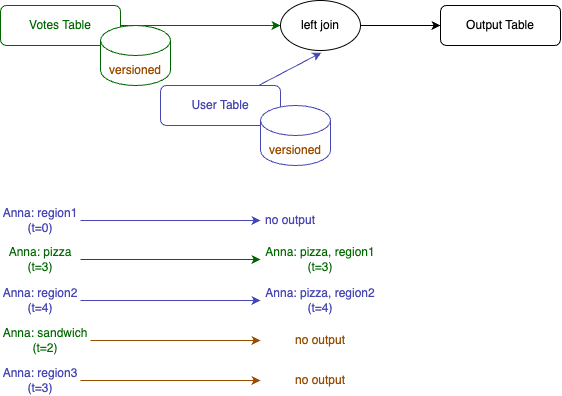 Votes Table
left join
Output Table
versioned
User Table
versioned
Anna: region1
(t=0)
no output
Anna: pizza
(t=3)
Anna: pizza, region1
(t=3)
Anna: region2
(t=4)
Anna: pizza, region2
(t=4)
Anna: sandwich
(t=2)
no output
Anna: region3
(t=3)
no output